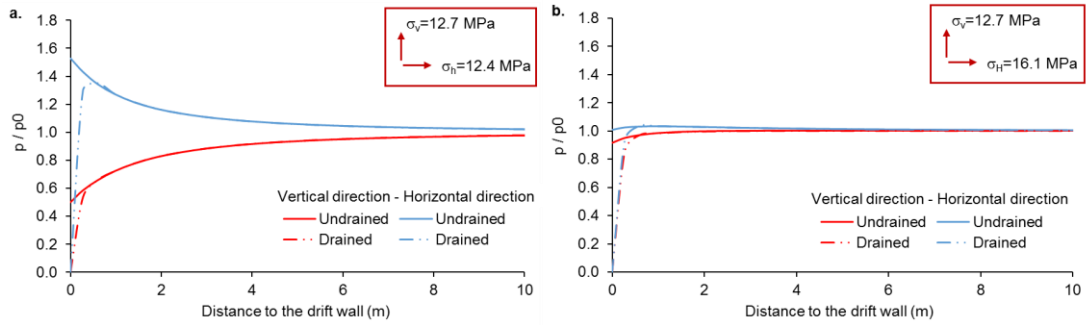 a.
σv=12.7 MPa
σh=12.4 MPa
p / p0
1.8
1.6
1.4
1.2
1.0
0.8
0.6
0.4
0.2
0.0
Vertical direction - Horizontal direction
Undrained Undrained
Drained Drained
0 2 4 6 8 10
Distance to the drift wall (m)
b.
σv=12.7 MPa
σH=16.1 MPa
p / p0
1.8
1.6
1.4
1.2
1.0
0.8
0.6
0.4
0.2
0.0
Vertical direction - Horizontal direction
Undrained Undrained
Drained Drained
0 2 4 6 8 10
Distance to the drift wall (m)